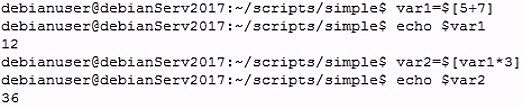 debianuser@debianServ2017:~/scripts/simple$ var1=$[5+7]
debianuser@debianServ2017:~/scripts/simple$ echo $var1
12
debianuser@debianServ2017:~/scripts/simple$ var2=$[var1*3]
debianuser@debianServ2017:~/scripts/simple$ echo $var2
36